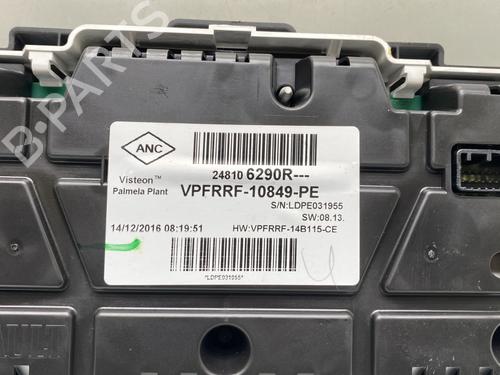 B-PARTS
ANC
Visteon™
Palmela Plant
24810 6290R---
VPFRRF-10849-PE
S/N:LDPE031955
SW:08.13.
14/12/2016 08:19:51
HW:VPFRRF-14B115-CE
*LDPE031955*